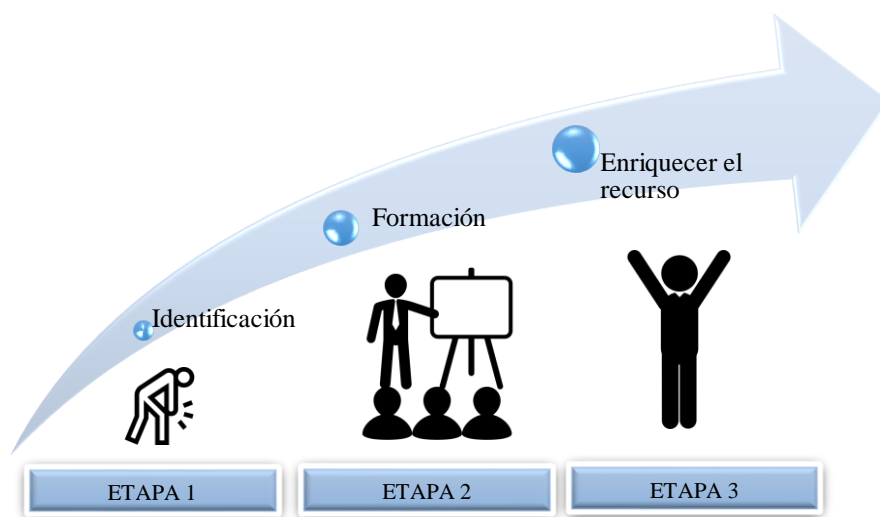 Enriquecer el
recurso
Formación
Identificación
ETAPA 1
ETAPA 2
ETAPA 3